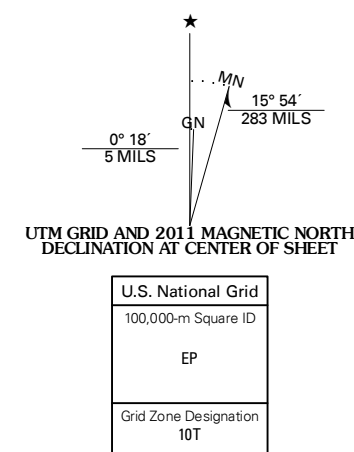 ★
MN
GN
15° 54´
283 MILS
0° 18´
5 MILS
UTM GRID AND 2011 MAGNETIC NORTH
DECLINATION AT CENTER OF SHEET
U.S. National Grid
100,000-m Square ID
EP
Grid Zone Designation
10T